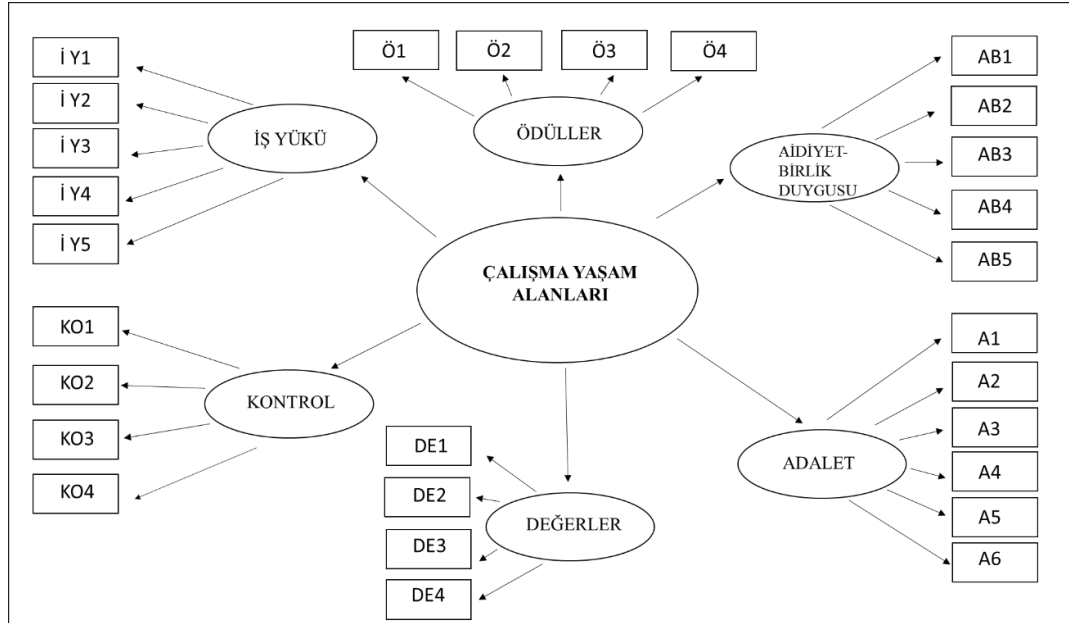 İ Y1
İ Y2
İ Y3
İ Y4
İ Y5
İŞ YÜKÜ
Ö1
Ö2
Ö3
Ö4
ÖDÜLLER
AB1
AB2
AB3
AB4
AB5
AİDİYET-
BİRLİK
DUYGUSU
ÇALIŞMA YAŞAM
ALANLARI
KO1
KO2
KO3
KO4
KONTROL
DE1
DE2
DE3
DE4
DEĞERLER
A1
A2
A3
A4
A5
A6
ADALET